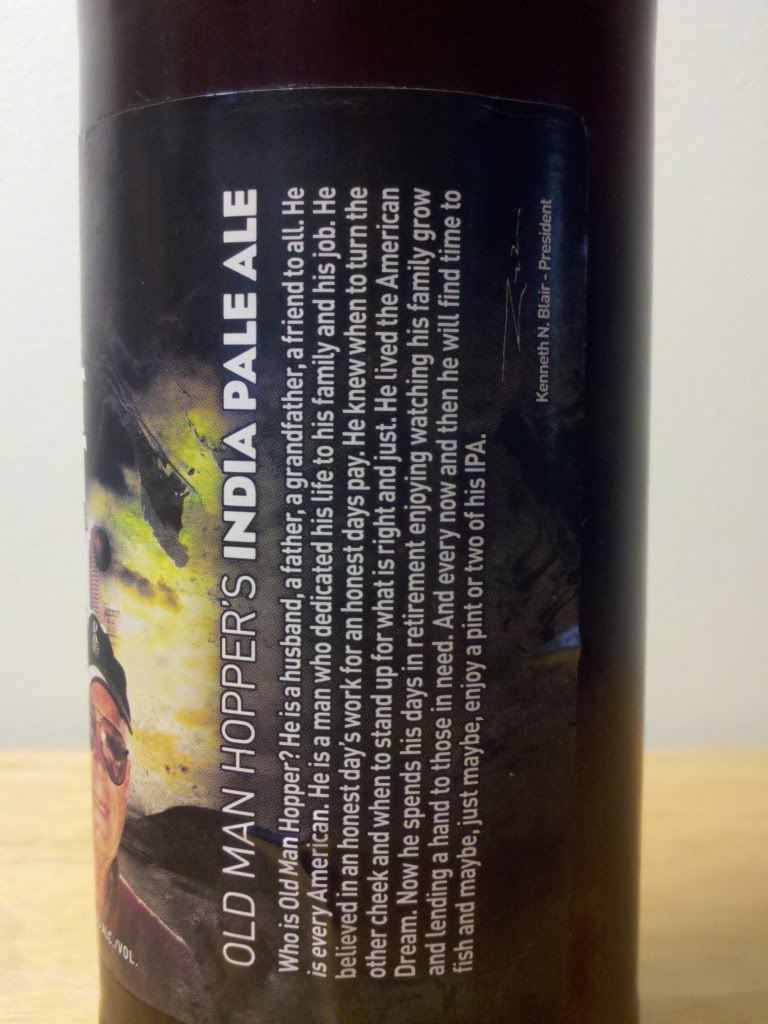 OLD MAN HOPPER'S INDIA PALE ALE
Who is Old Man Hopper? He is a husband, a father, a grandfather, a friend to all. He
is every American. He is a man who dedicated his life to his family and his job. He
believed in an honest day's work for an honest days pay. He knew when to turn the
other cheek and when to stand up for what is right and just. He lived the American
Dream. Now he spends his days in retirement enjoying watching his family grow
and lending a hand to those in need. And every now and then he will find time to
fish and maybe, just maybe, enjoy a pint or two of his IPA.
Kenneth N. Blair - President
ALC./VOL.